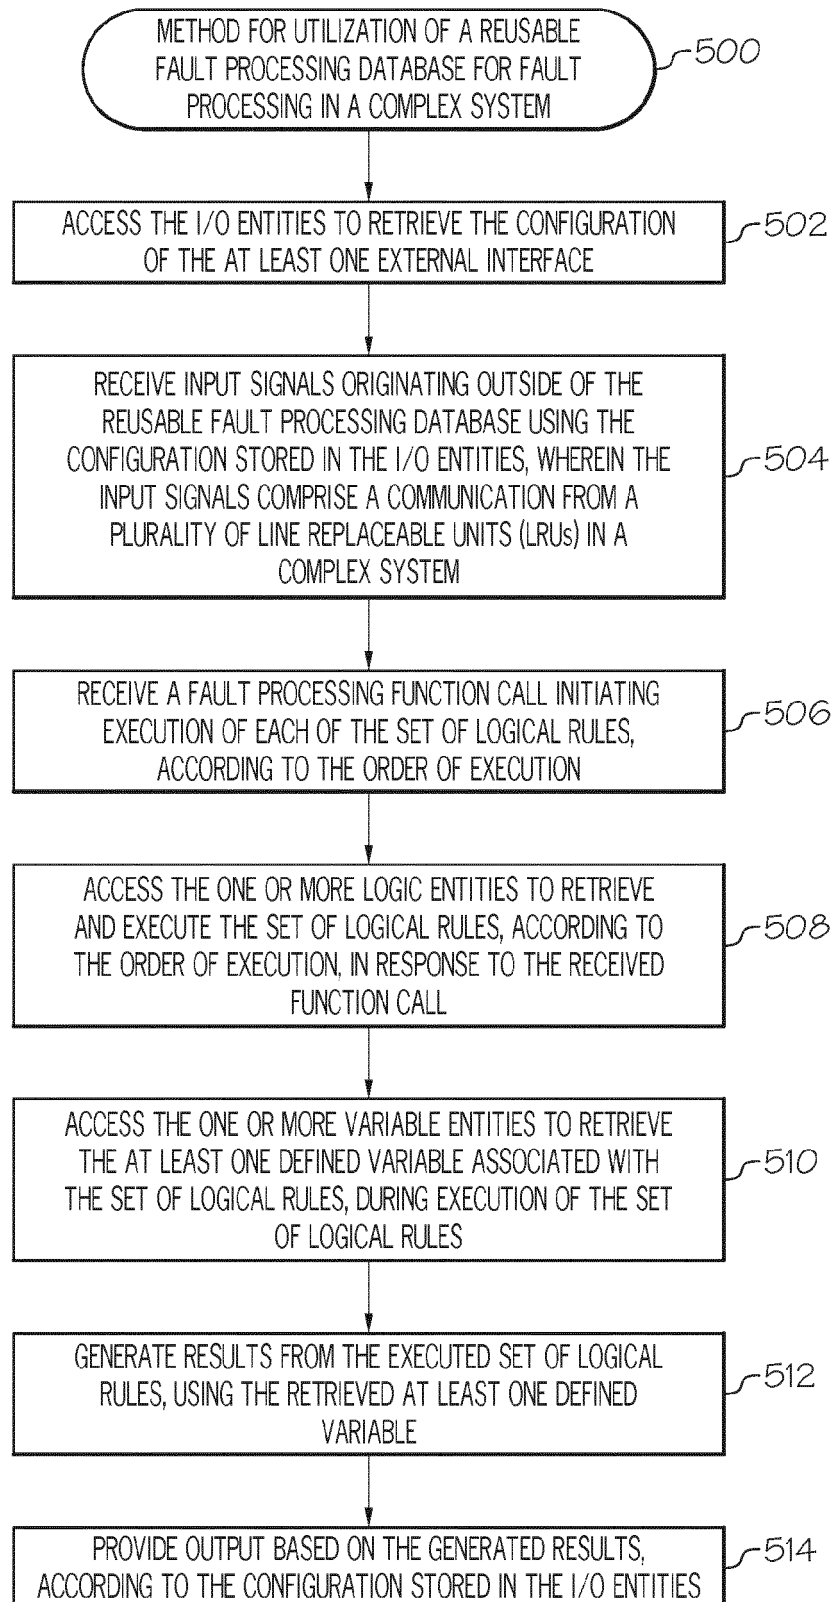 METHOD FOR UTILIZATION OF A REUSABLE
FAULT PROCESSING DATABASE FOR FAULT
PROCESSING IN A COMPLEX SYSTEM
500
ACCESS THE I/O ENTITIES TO RETRIEVE THE CONFIGURATION
OF THE AT LEAST ONE EXTERNAL INTERFACE
502
RECEIVE INPUT SIGNALS ORIGINATING OUTSIDE OF THE
REUSABLE FAULT PROCESSING DATABASE USING THE
CONFIGURATION STORED IN THE I/O ENTITIES, WHEREIN THE
INPUT SIGNALS COMPRISE A COMMUNICATION FROM A
PLURALITY OF LINE REPLACEABLE UNITS (LRUs) IN A
COMPLEX SYSTEM
504
RECEIVE A FAULT PROCESSING FUNCTION CALL INITIATING
EXECUTION OF EACH OF THE SET OF LOGICAL RULES,
ACCORDING TO THE ORDER OF EXECUTION
506
ACCESS THE ONE OR MORE LOGIC ENTITIES TO RETRIEVE
AND EXECUTE THE SET OF LOGICAL RULES, ACCORDING TO
THE ORDER OF EXECUTION, IN RESPONSE TO THE RECEIVED
FUNCTION CALL
508
ACCESS THE ONE OR MORE VARIABLE ENTITIES TO RETRIEVE
THE AT LEAST ONE DEFINED VARIABLE ASSOCIATED WITH
THE SET OF LOGICAL RULES, DURING EXECUTION OF THE SET
OF LOGICAL RULES
510
GENERATE RESULTS FROM THE EXECUTED SET OF LOGICAL
RULES, USING THE RETRIEVED AT LEAST ONE DEFINED
VARIABLE
512
PROVIDE OUTPUT BASED ON THE GENERATED RESULTS,
ACCORDING TO THE CONFIGURATION STORED IN THE I/O ENTITIES
514